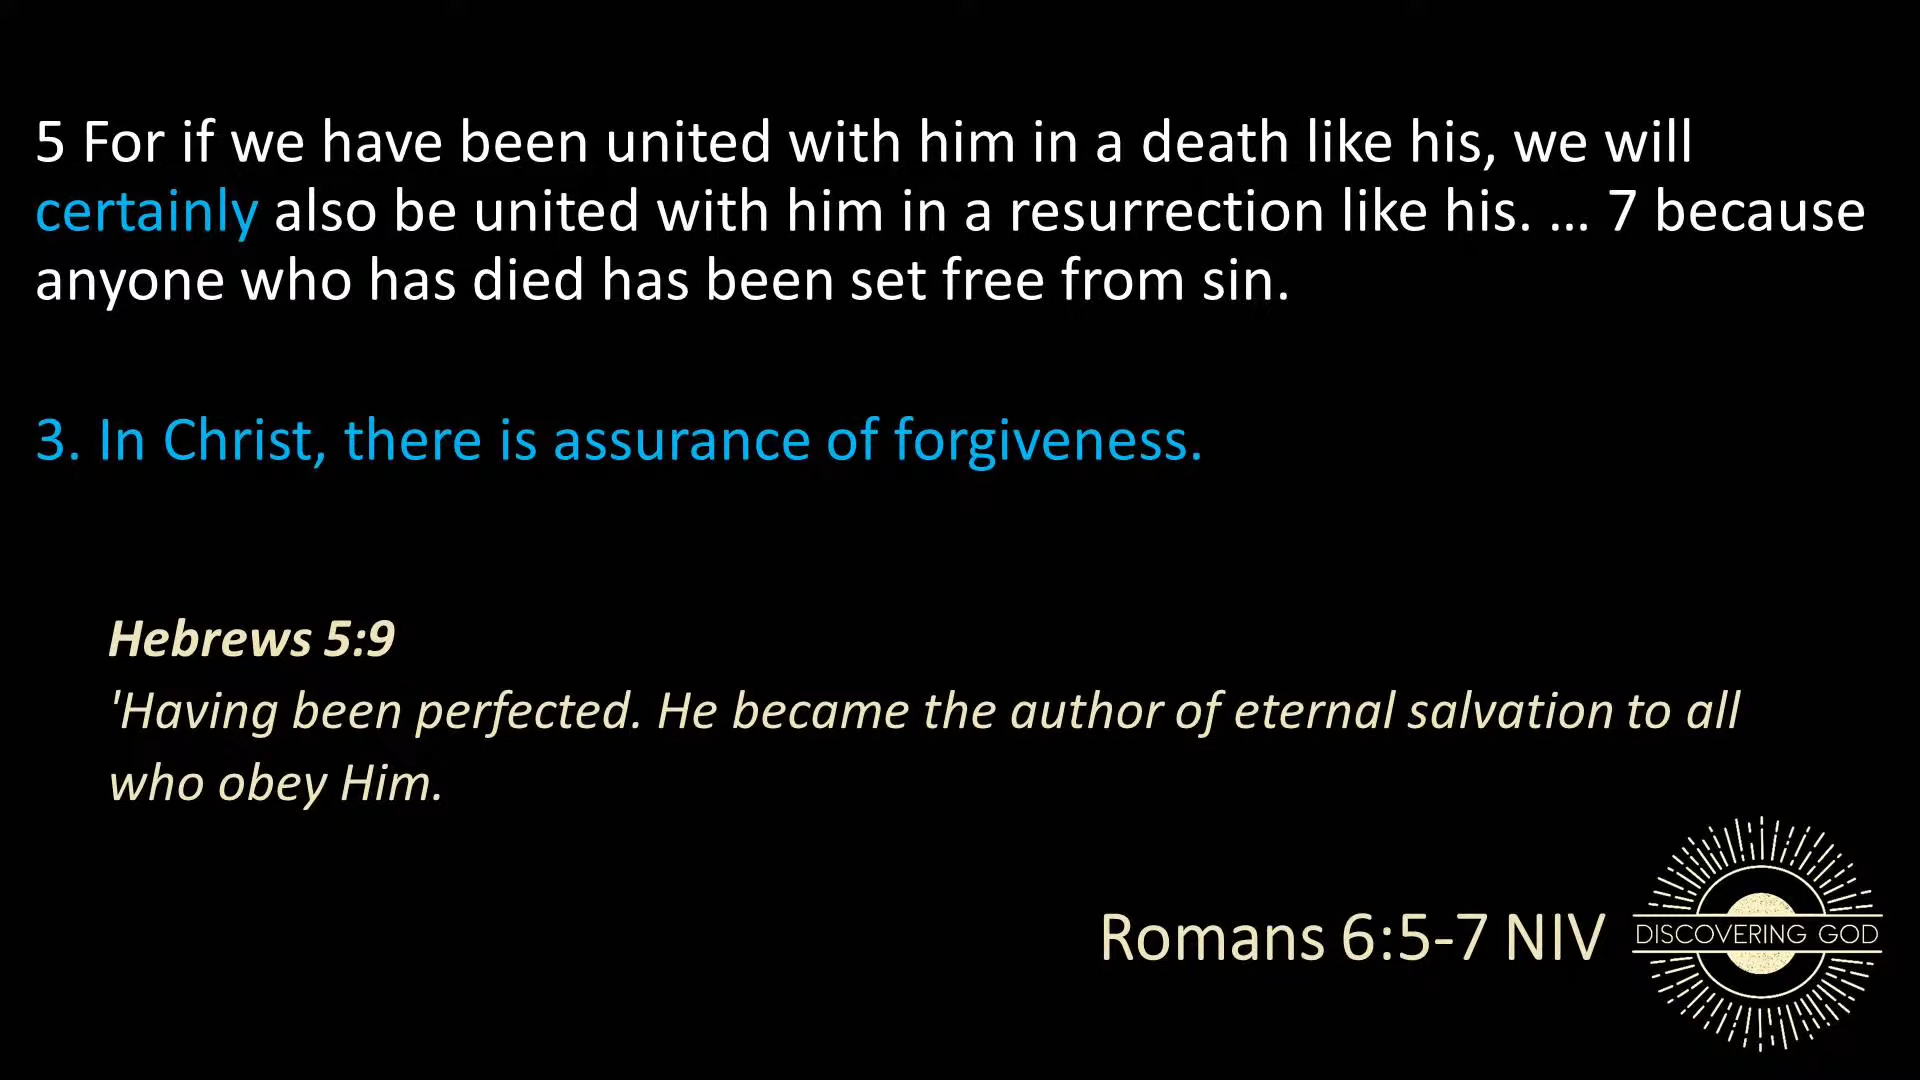 5 For if we have been united with him in a death like his, we will
certainly also be united with him in a resurrection like his. ... 7 because
anyone who has died has been set free from sin.
3. In Christ, there is assurance of forgiveness.
Hebrews 5:9
'Having been perfected. He became the author of eternal salvation to all
who obey Him.
Romans 6:5-7 NIV
DISCOVERING GOD